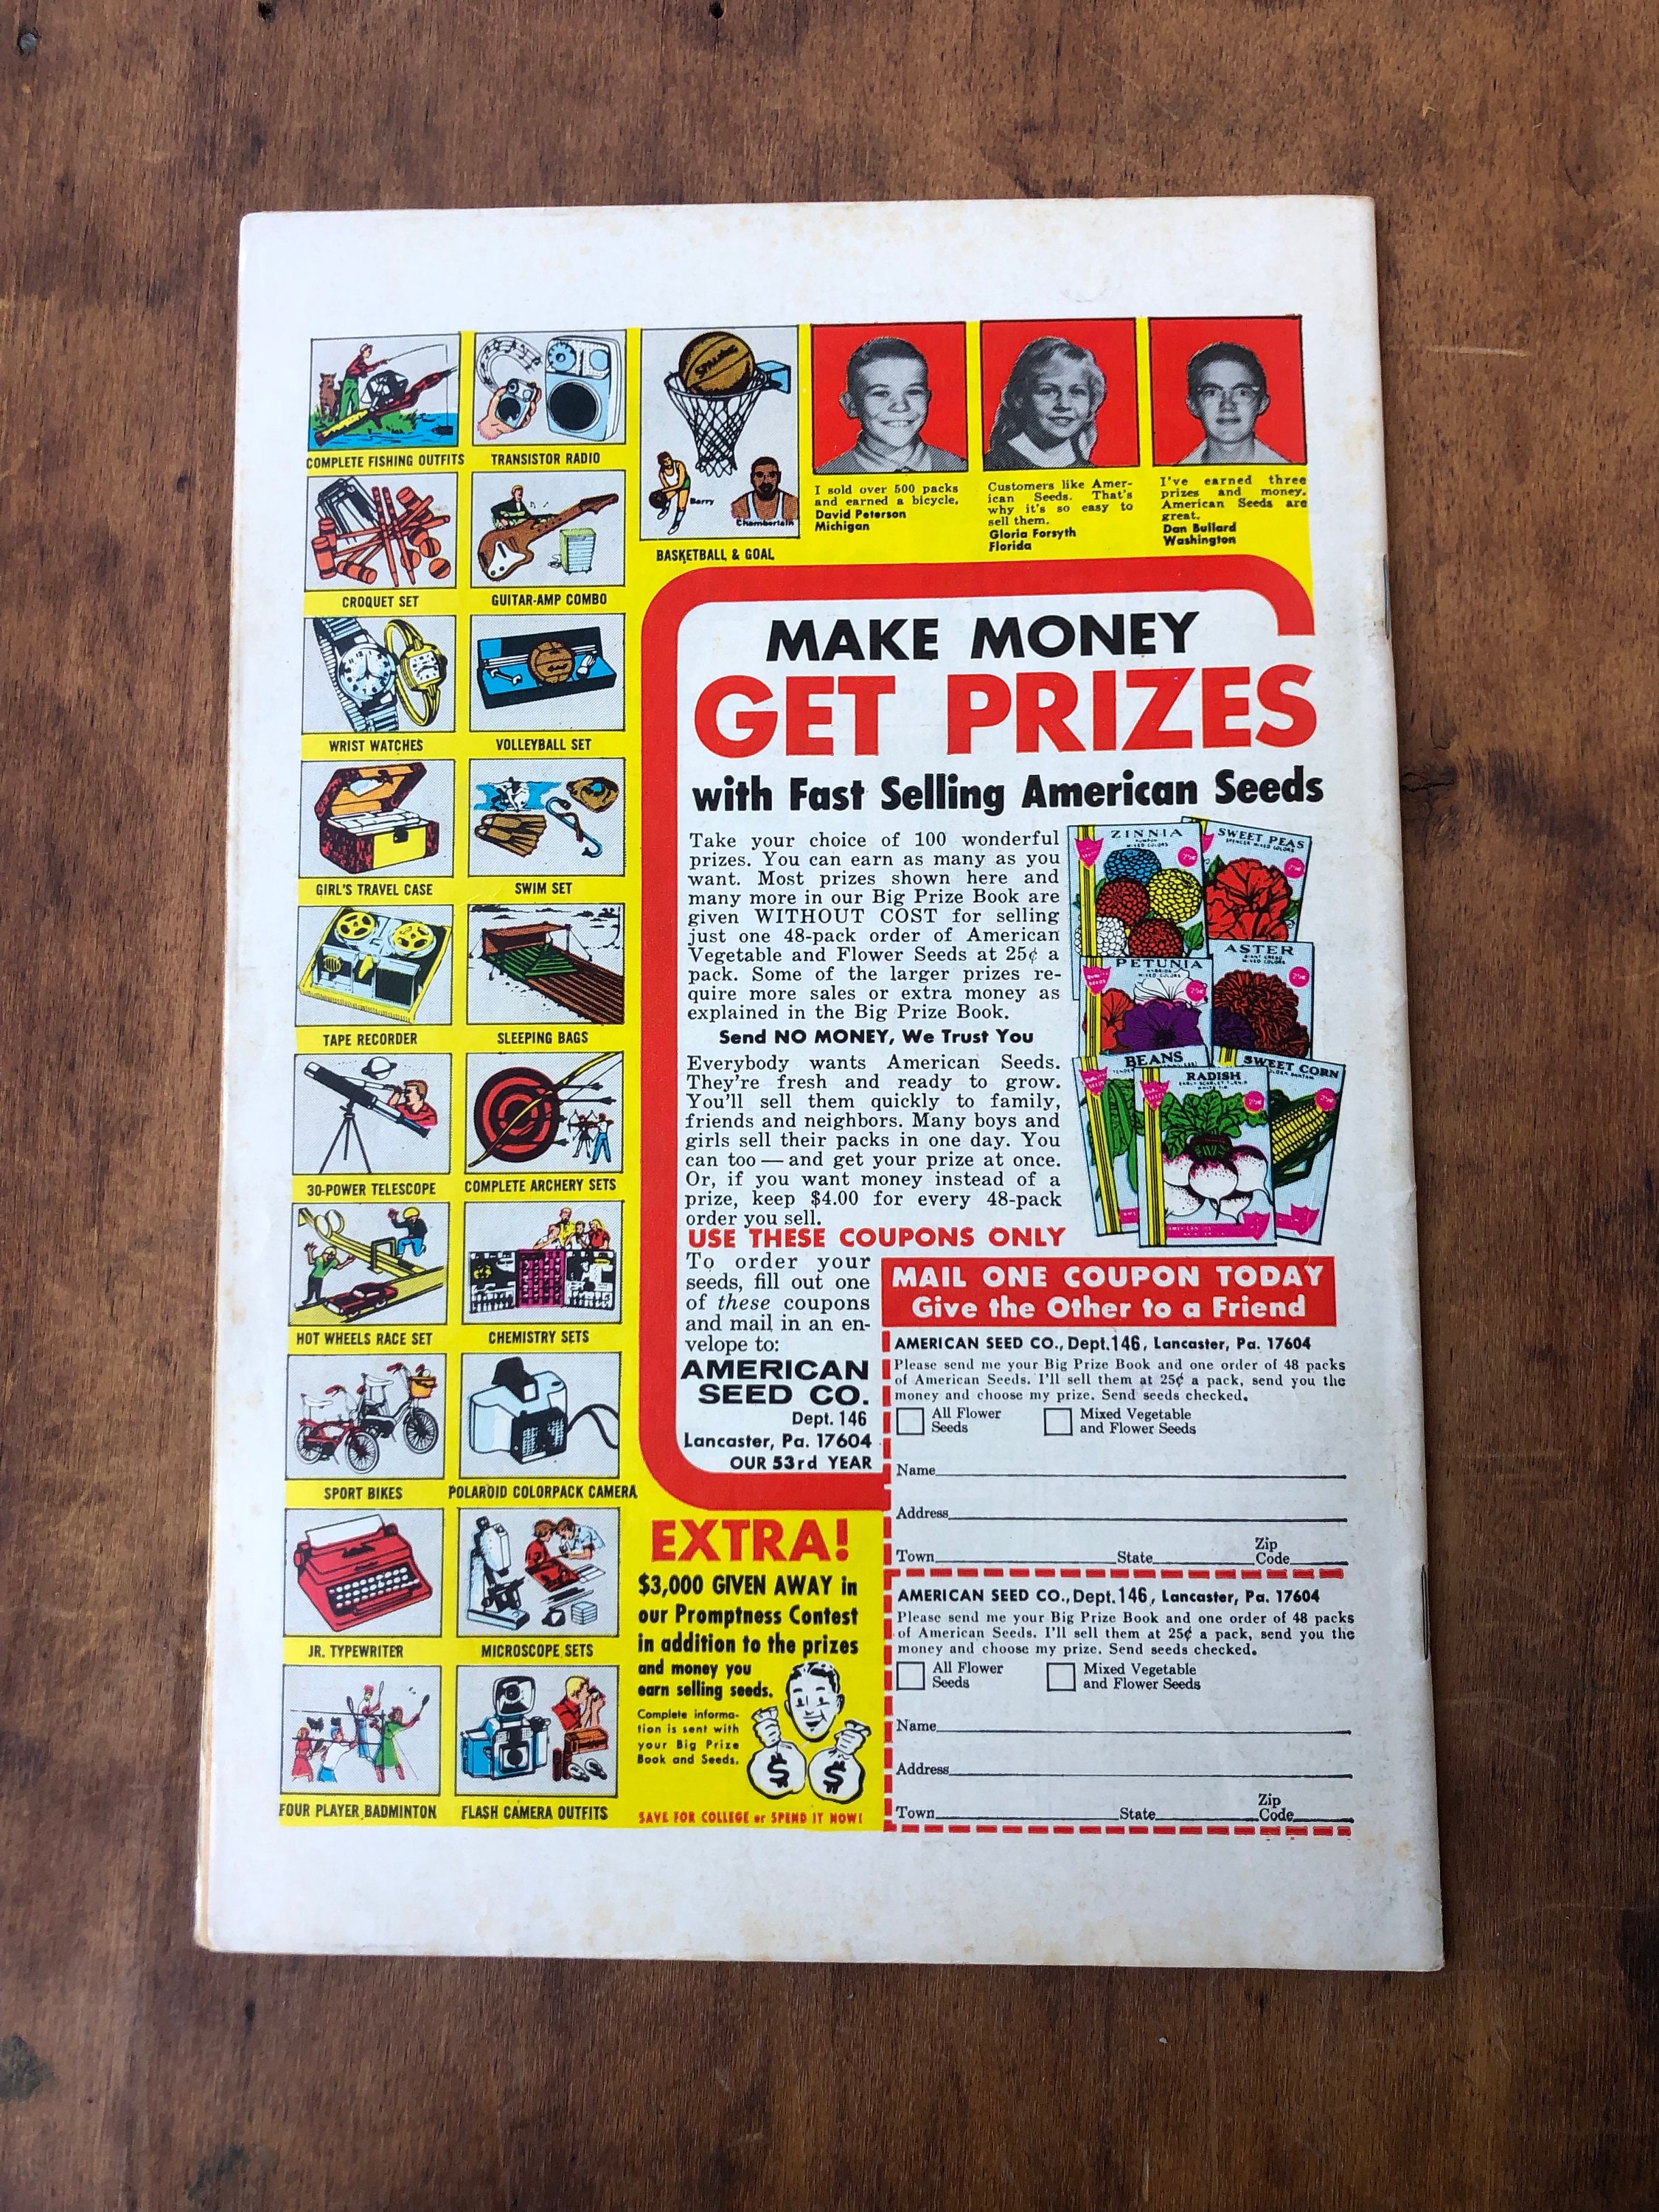 COMPLETE FISHING OUTFITS
TRANSISTOR RADIO
CROQUET SET
GUITAR-AMP COMBO
WRIST WATCHES
VOLLEYBALL SET
GIRL'S TRAVEL CASE
SWIM SET
TAPE RECORDER
SLEEPING BAGS
30-POWER TELESCOPE
COMPLETE ARCHERY SETS
HOT WHEELS RACE SET
CHEMISTRY SETS
SPORT BIKES
POLAROID COLORPACK CAMERA
JR. TYPEWRITER
MICROSCOPE SETS
FOUR PLAYER BADMINTON
FLASH CAMERA OUTFITS
SPALDING
Barry
Chamberlain
BASKETBALL & GOAL
I sold over 500 packs
and earned a bicycle.
David Peterson
Michigan
Customers like Amer-
ican Seeds. That's
why it's so easy to
sell them.
Gloria Forsyth
Florida
I've earned three
prizes and money.
American Seeds are
great.
Dan Bullard
Washington
MAKE MONEY
GET PRIZES
with Fast Selling American Seeds
Take your choice of 100 wonderful
prizes. You can earn as many as you
want. Most prizes shown here and
many more in our Big Prize Book are
given WITHOUT COST for selling
just one 48-pack order of American
Vegetable and Flower Seeds at 25¢ a
pack. Some of the larger prizes re-
quire more sales or extra money as
explained in the Big Prize Book.
Send NO MONEY, We Trust You
Everybody wants American Seeds.
They're fresh and ready to grow.
You'll sell them quickly to family,
friends and neighbors. Many boys and
girls sell their packs in one day. You
can too — and get your prize at once.
Or, if you want money instead of a
prize, keep $4.00 for every 48-pack
order you sell.
ZINNIA
MIXED COLORS
25¢
SWEET PEAS
SPENCER MIXED COLORS
25¢
PETUNIA
MIXED COLORS
25¢
ASTER
MIXED COLORS
25¢
BEANS
RADISH
25¢
SWEET CORN
25¢
USE THESE COUPONS ONLY
To order your
seeds, fill out one
of these coupons
and mail in an en-
velope to:
AMERICAN
SEED CO.
Dept. 146
Lancaster, Pa. 17604
OUR 53rd YEAR
EXTRA!
$3,000 GIVEN AWAY in
our Promptness Contest
in addition to the prizes
and money you
earn selling seeds.
Complete informa-
tion is sent with
your Big Prize
Book and Seeds.
$ $
SAVE FOR COLLEGE or SPEND IT NOW!
MAIL ONE COUPON TODAY
Give the Other to a Friend
AMERICAN SEED CO., Dept. 146, Lancaster, Pa. 17604
Please send me your Big Prize Book and one order of 48 packs
of American Seeds. I'll sell them at 25¢ a pack, send you the
money and choose my prize. Send seeds checked.
All Flower
Seeds
Mixed Vegetable
and Flower Seeds
Name
Address
Town State Zip Code
AMERICAN SEED CO., Dept. 146, Lancaster, Pa. 17604
Please send me your Big Prize Book and one order of 48 packs
of American Seeds. I'll sell them at 25¢ a pack, send you the
money and choose my prize. Send seeds checked.
All Flower
Seeds
Mixed Vegetable
and Flower Seeds
Name
Address
Town State Zip Code